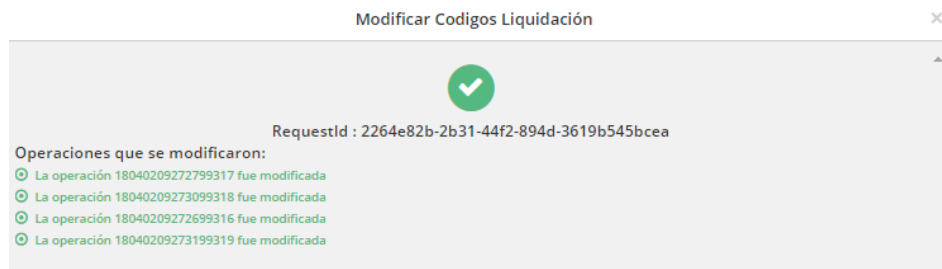 Modificar Codigos Liquidación
RequestId : 2264e82b-2b31-44f2-894d-3619b545bcea
Operaciones que se modificaron:
La operación 18040209272799317 fue modificada
La operación 18040209273099318 fue modificada
La operación 18040209272699316 fue modificada
La operación 18040209273199319 fue modificada